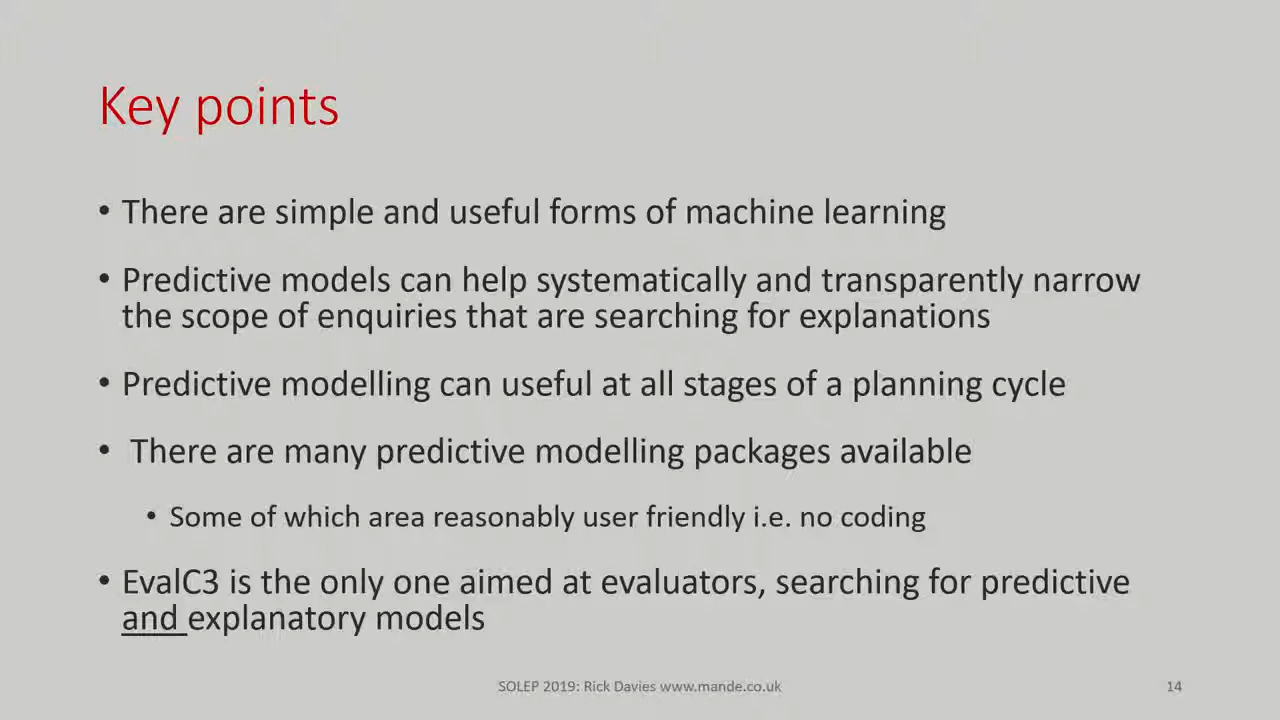 Key points
• There are simple and useful forms of machine learning
• Predictive models can help systematically and transparently narrow
the scope of enquiries that are searching for explanations
• Predictive modelling can useful at all stages of a planning cycle
• There are many predictive modelling packages available
• Some of which area reasonably user friendly i.e. no coding
• EvalC3 is the only one aimed at evaluators, searching for predictive
and explanatory models
SOLEP 2019: Rick Davies www.mande.co.uk
14